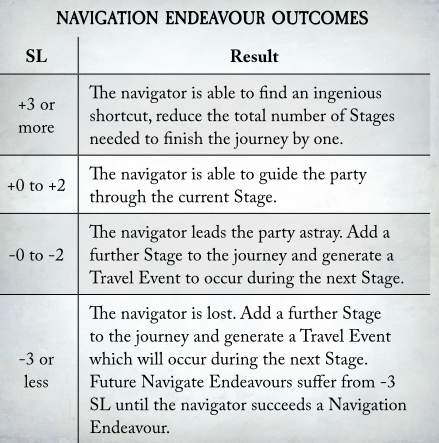 NAVIGATION ENDEAVOUR OUTCOMES
SL Result
+3 or more
The navigator is able to find an ingenious
shortcut, reduce the total number of Stages
needed to finish the journey by one.
+0 to +2
The navigator is able to guide the party
through the current Stage.
-0 to -2
The navigator leads the party astray. Add a
further Stage to the journey and generate a
Travel Event to occur during the next Stage.
-3 or less
The navigator is lost. Add a further Stage
to the journey and generate a Travel Event
which will occur during the next Stage.
Future Navigate Endeavours suffer from -3
SL until the navigator succeeds a Navigation
Endeavour.